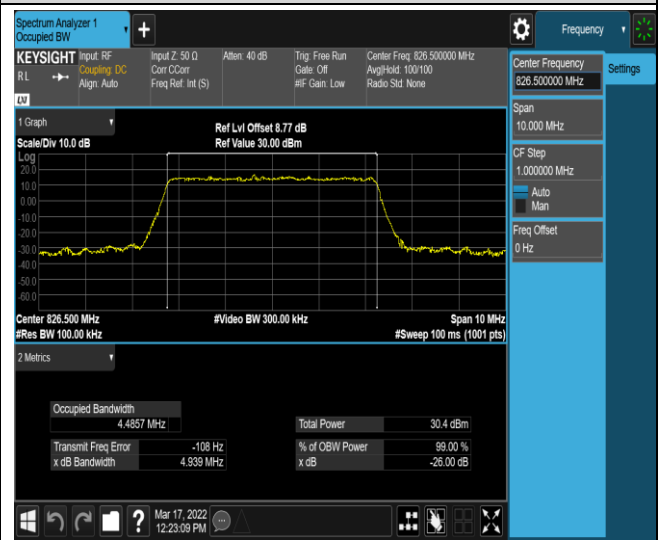 Spectrum Analyzer 1
Occupied BW
+
Frequency
KEYSIGHT
RL
LXI
Input: RF
Coupling: DC
Align: Auto
Input Z: 50 Ω
Corr CCorr
Freq Ref: Int (S)
Atten: 40 dB
Trig: Free Run
Gate: Off
#IF Gain: Low
Center Freq: 826.500000 MHz
Avg|Hold: 100/100
Radio Std: None
Center Frequency
826.500000 MHz
Settings
Span
10.000 MHz
CF Step
1.000000 MHz
Auto
Man
Freq Offset
0 Hz
1 Graph
Scale/Div 10.0 dB
Ref Lvl Offset 8.77 dB
Ref Value 30.00 dBm
Log
20.0
10.0
0.00
-10.0
-20.0
-30.0
-40.0
-50.0
-60.0
Center 826.500 MHz
#Video BW 300.00 kHz
Span 10 MHz
#Res BW 100.00 kHz
#Sweep 100 ms (1001 pts)
2 Metrics
Occupied Bandwidth
4.4857 MHz
Total Power 30.4 dBm
Transmit Freq Error -108 Hz
% of OBW Power 99.00 %
x dB Bandwidth 4.939 MHz
x dB -26.00 dB
?
Mar 17, 2022
12:23:09 PM